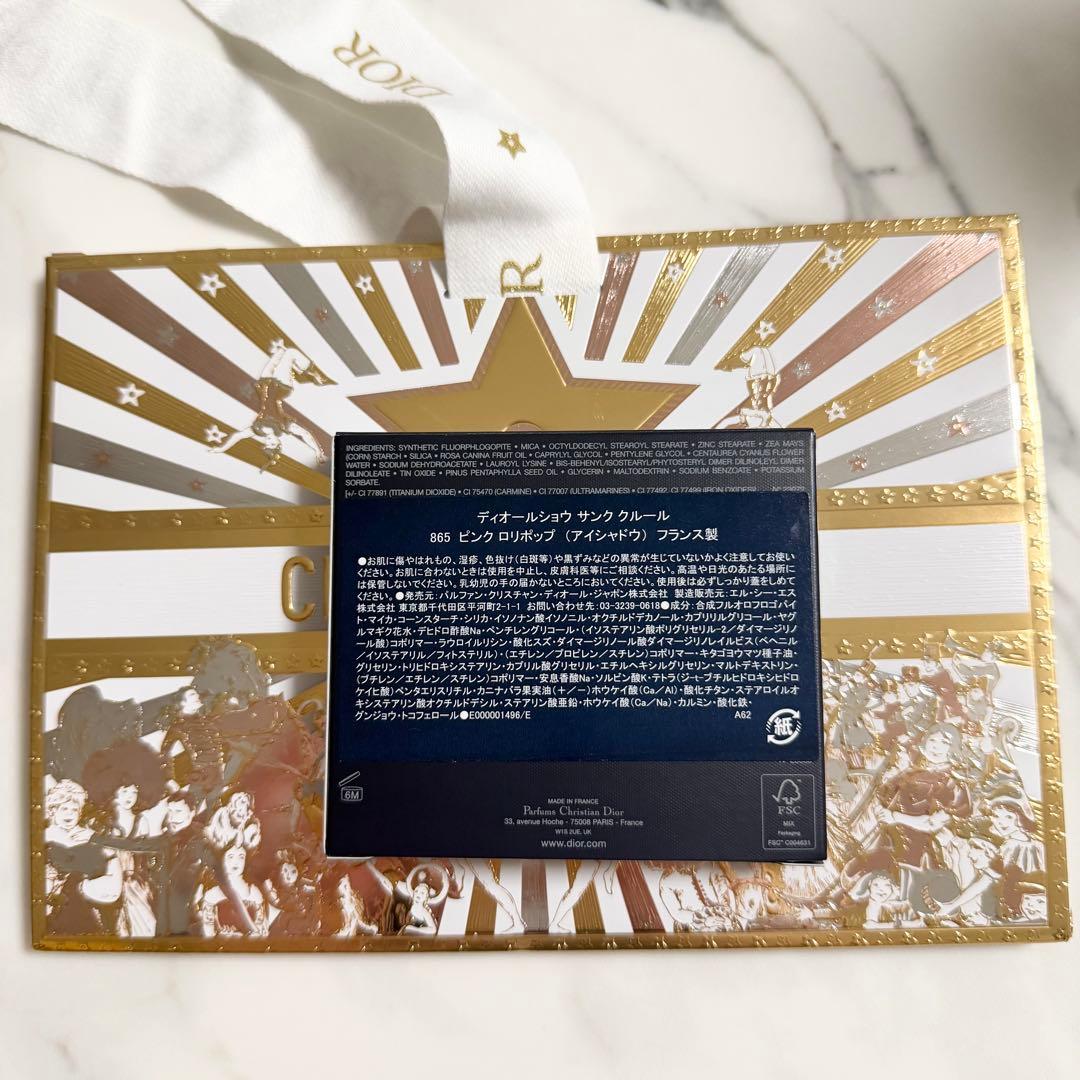 DIOR
R
C
INGREDIENTS: SYNTHETIC FLUORPHLOGOPITE • MICA • OCTYLDODECYL STEAROYL STEARATE • ZINC STEARATE • ZEA MAYS
(CORN) STARCH • SILICA • ROSA CANINA FRUIT OIL • CAPRYLYL GLYCOL • PENTYLENE GLYCOL • CENTAUREA CYANUS FLOWER
WATER • SODIUM DEHYDROACETATE • LAUROYL LYSINE • BIS-BEHENYL/ISOSTEARYL/PHYTOSTERYL DIMER DILINOLEYL DIMER
DILINOLEATE • TIN OXIDE • PINUS PENTAPHYLLA SEED OIL • GLYCERIN • MALTODEXTRIN • SODIUM BENZOATE • POTASSIUM
SORBATE.
[+/- CI 77891 (TITANIUM DIOXIDE) • CI 75470 (CARMINE) • CI 77007 (ULTRAMARINES) • CI 77492, CI 77499 (IRON OXIDES)
ディオールショウ サンク クルール
865 ピンク ロリポップ （アイシャドウ） フランス製
●お肌に傷やはれもの、湿疹、色抜け(白斑等)や黒ずみなどの異常が生じていないかよく注意してお使い
ください。お肌に合わないときは使用を中止し、皮膚科医等にご相談ください。高温や日光のあたる場所に
は保管しないでください。乳幼児の手の届かないところにおいてください。使用後は必ずしっかり蓋をしめて
ください。●発売元：パルファン・クリスチャン・ディオール・ジャポン株式会社 製造販売元：エル・シー・エス
株式会社 東京都千代田区平河町2-1-1 お問い合わせ先：03-3239-0618●成分：合成フルオロフロゴパイ
ト・マイカ・コーンスターチ・シリカ・イソノナン酸イソノニル・オクチルドデカノール・カプリリルグリコール・ヤグ
ルマギク花水・デヒドロ酢酸Na・ペンチレングリコール・(イソステアリン酸ポリグリセリル-2／ダイマージリノ
ール酸)コポリマー・ラウロイルリシン・酸化スズ・ダイマージリノール酸ダイマージリノレイルビス(ベヘニル
／イソステアリル／フィトステリル)・(エチレン／プロピレン／スチレン)コポリマー・キタゴヨウマツ種子油・
グリセリン・トリヒドロキシステアリン・カプリル酸グリセリル・エチルヘキシルグリセリン・マルトデキストリン・
(ブチレン／エチレン／スチレン)コポリマー・安息香酸Na・ソルビン酸K・テトラ(ジ-t-ブチルヒドロキシヒドロ
ケイヒ酸)ペンタエリスリチル・カニナバラ果実油(＋／－)ホウケイ酸(Ca／Al)・酸化チタン・ステアロイルオ
キシステアリン酸オクチルドデシル・ステアリン酸亜鉛・ホウケイ酸(Ca／Na)・カルミン・酸化鉄・
グンジョウ・トコフェロール●E000001496/E A62
紙
6M
MADE IN FRANCE
Parfums Christian Dior
33, avenue Hoche - 75008 PARIS - France
W1S 2UE, UK
www.dior.com
FSC
MIX
Packaging
FSC® C004631